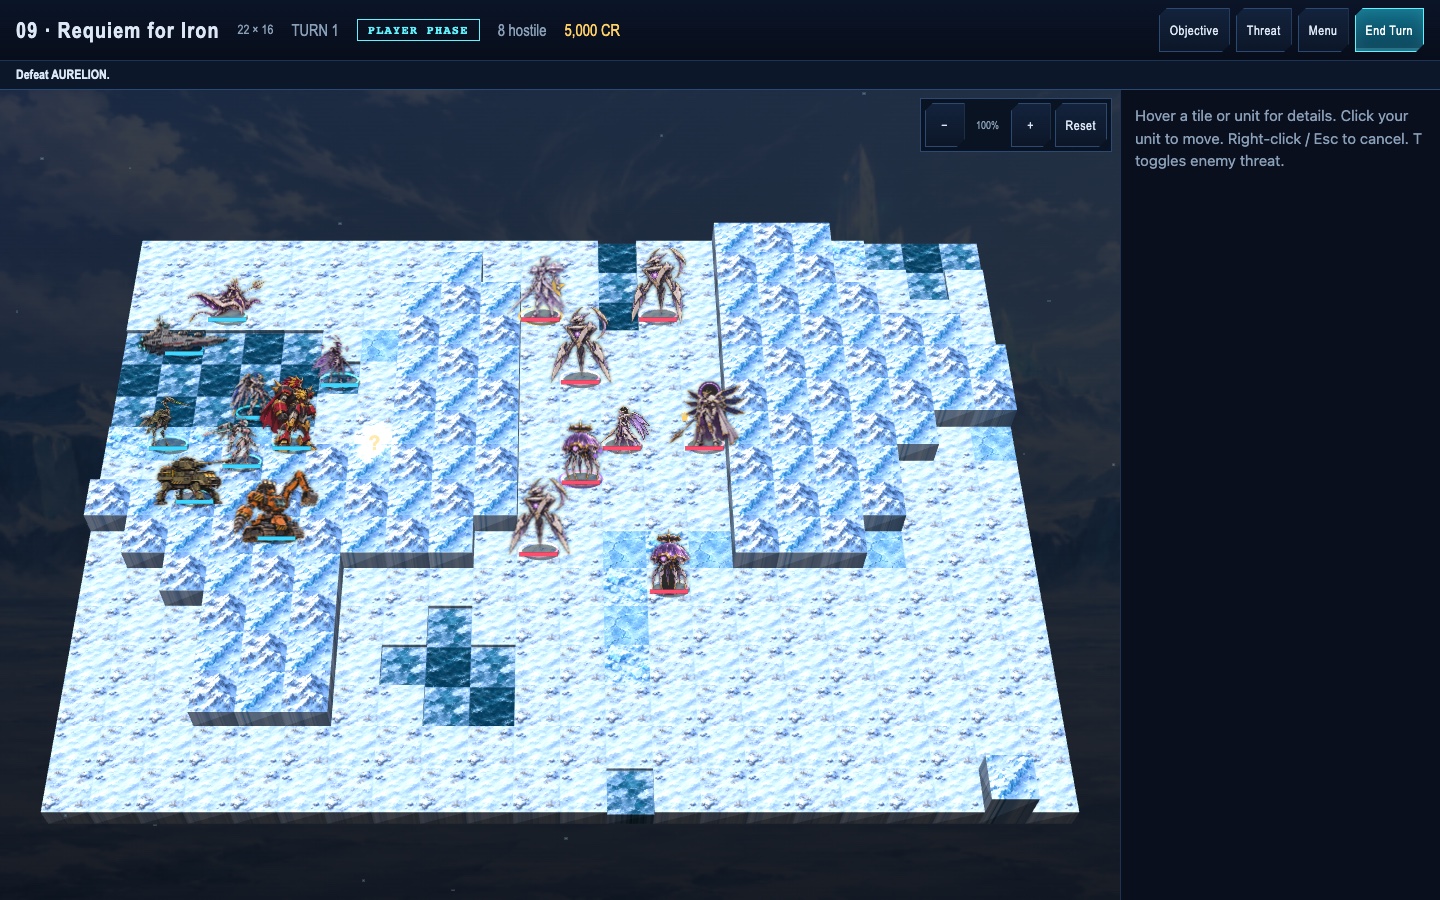 09 · Requiem for Iron 22 × 16 TURN 1 PLAYER PHASE 8 hostile 5,000 CR Objective Threat Menu End Turn
Defeat AURELION.
− 100% + Reset
Hover a tile or unit for details. Click your
unit to move. Right-click / Esc to cancel. T
toggles enemy threat.
?